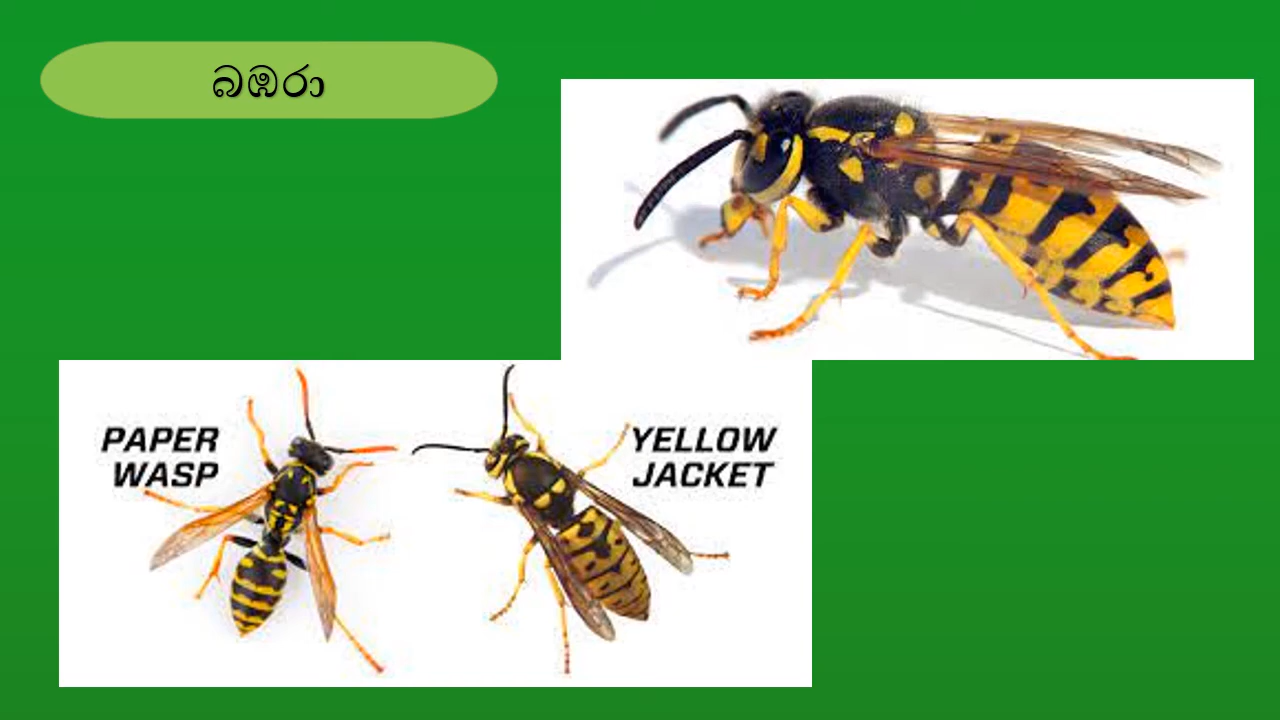 බඹරා
PAPER
WASP
YELLOW
JACKET